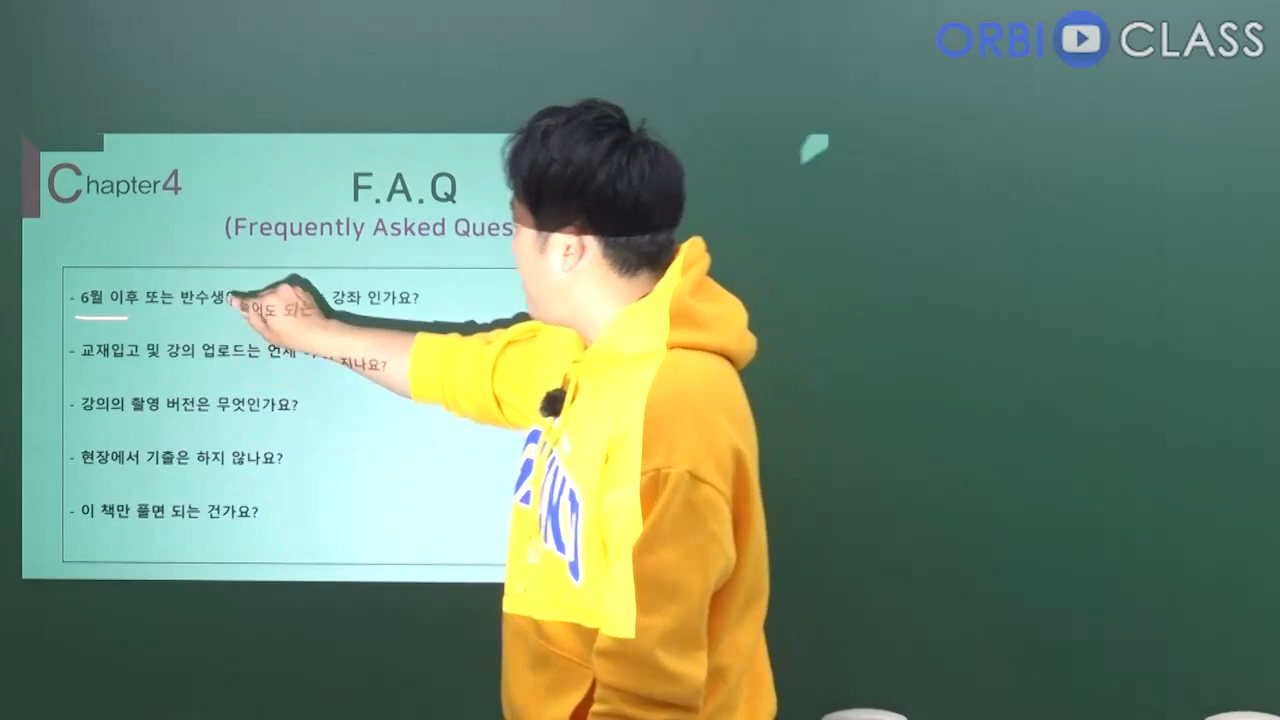 ORBI CLASS
Chapter4
F.A.Q
(Frequently Asked Ques
- 6월 이후 또는 반수생 들어도 되는 강좌 인가요?
- 교재입고 및 강의 업로드는 언제 지나요?
- 강의의 촬영 버전은 무엇인가요?
- 현장에서 기출은 하지 않나요?
- 이 책만 풀면 되는 건가요?